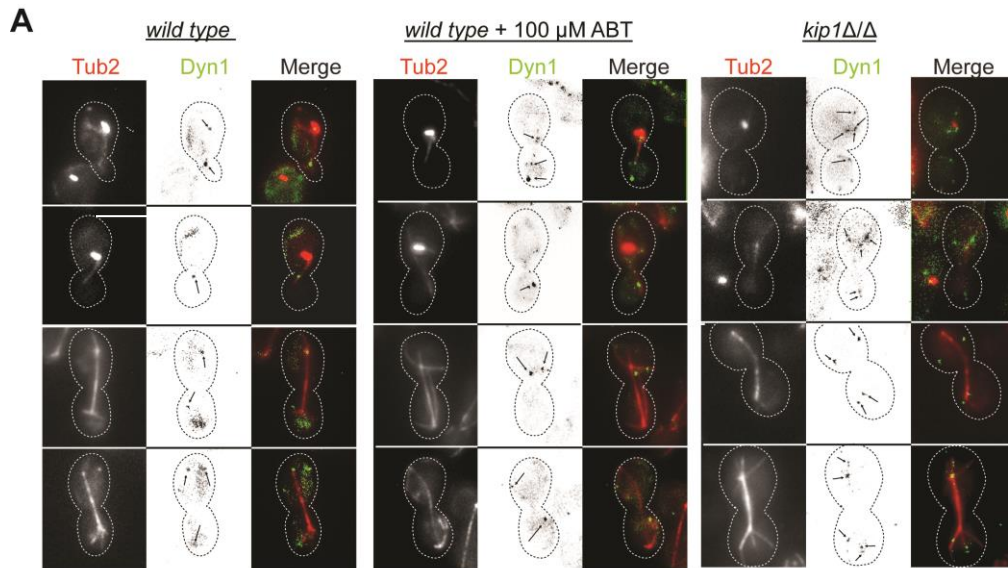 A
wild type
wild type + 100 µM ABT
kip1Δ/Δ
Tub2 Dyn1 Merge Tub2 Dyn1 Merge Tub2 Dyn1 Merge